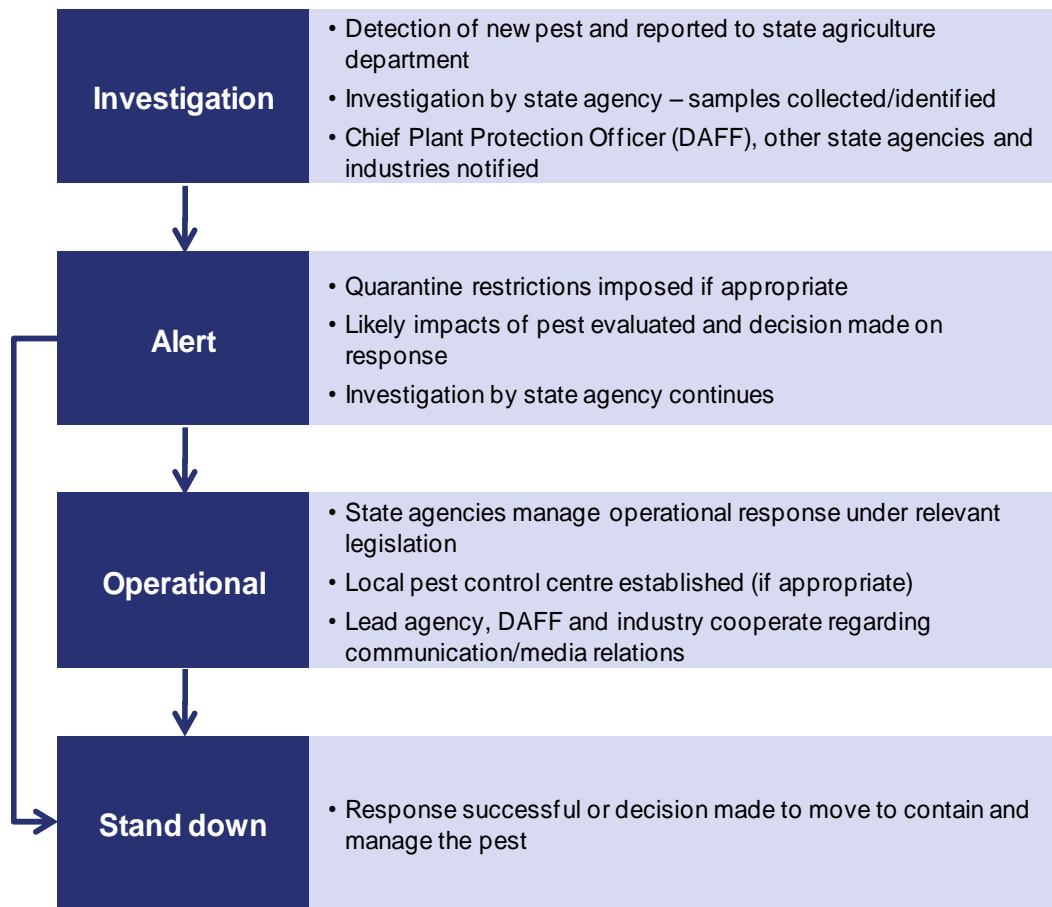 Investigation
• Detection of new pest and reported to state agriculture
department
• Investigation by state agency – samples collected/identified
• Chief Plant Protection Officer (DAFF), other state agencies and
industries notified
Alert
• Quarantine restrictions imposed if appropriate
• Likely impacts of pest evaluated and decision made on
response
• Investigation by state agency continues
Operational
• State agencies manage operational response under relevant
legislation
• Local pest control centre established (if appropriate)
• Lead agency, DAFF and industry cooperate regarding
communication/media relations
Stand down
• Response successful or decision made to move to contain and
manage the pest